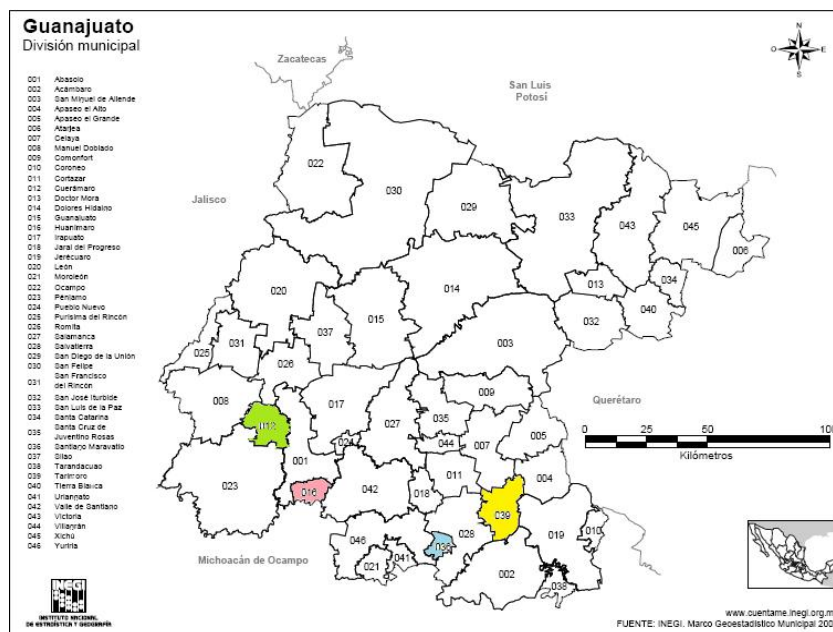 Guanajuato
División municipal
001 Abasolo
002 Acámbaro
003 San Miguel de Allende
004 Apaseo el Alto
005 Apaseo el Grande
006 Atarjea
007 Celaya
008 Manuel Doblado
009 Comonfort
010 Coroneo
011 Cortazar
012 Cuerámaro
013 Doctor Mora
014 Dolores Hidalgo
015 Guanajuato
016 Huanímaro
017 Irapuato
018 Jaral del Progreso
019 Jerécuaro
020 León
021 Moroleón
022 Ocampo
023 Pénjamo
024 Pueblo Nuevo
025 Purísima del Rincón
026 Romita
027 Salamanca
028 Salvatierra
029 San Diego de la Unión
030 San Felipe
031 San Francisco
del Rincón
032 San José Iturbide
033 San Luis de la Paz
034 Santa Catarina
035 Santa Cruz de
Juventino Rosas
036 Santiago Maravatío
037 Silao
038 Tarandacuao
039 Tarimoro
040 Tierra Blanca
041 Uriangato
042 Valle de Santiago
043 Victoria
044 Villagrán
045 Xichú
046 Yuriria
N
E
S
Zacatecas
San Luis
Potosí
Jalisco
Querétaro
Michoacán de Ocampo
022
030
029
033
043
045
006
013
034
040
032
020
014
015
037
003
025
031
026
008
009
017
027
035
012
024
044
007
005
001
011
004
023
016
042
018
039
019
010
028
046
036
041
021
002
038
0 25 50 100
Kilómetros
INEGI
INSTITUTO NACIONAL
DE ESTADÍSTICA Y GEOGRAFÍA
www.cuentame.inegi.org.m
FUENTE: INEGI. Marco Geoestadístico Municipal 200